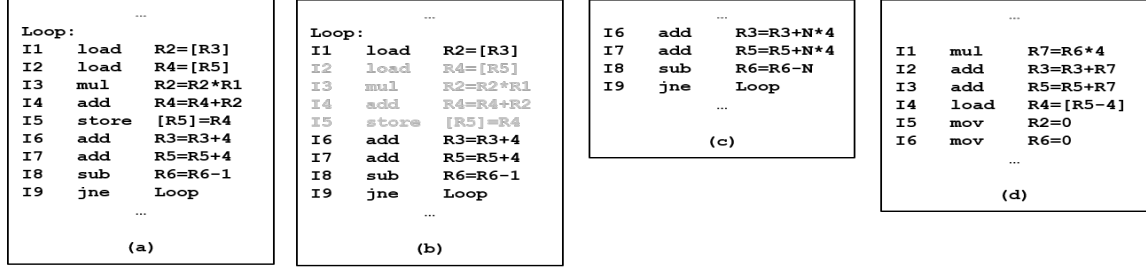 ...
Loop:
I1 load R2=[R3]
I2 load R4=[R5]
I3 mul R2=R2*R1
I4 add R4=R4+R2
I5 store [R5]=R4
I6 add R3=R3+4
I7 add R5=R5+4
I8 sub R6=R6-1
I9 jne Loop
...
(a)
...
Loop:
I1 load R2=[R3]
I2 load R4=[R5]
I3 mul R2=R2*R1
I4 add R4=R4+R2
I5 store [R5]=R4
I6 add R3=R3+4
I7 add R5=R5+4
I8 sub R6=R6-1
I9 jne Loop
...
(b)
...
I6 add R3=R3+N*4
I7 add R5=R5+N*4
I8 sub R6=R6-N
I9 jne Loop
...
(c)
...
I1 mul R7=R6*4
I2 add R3=R3+R7
I3 add R5=R5+R7
I4 load R4=[R5-4]
I5 mov R2=0
I6 mov R6=0
...
(d)